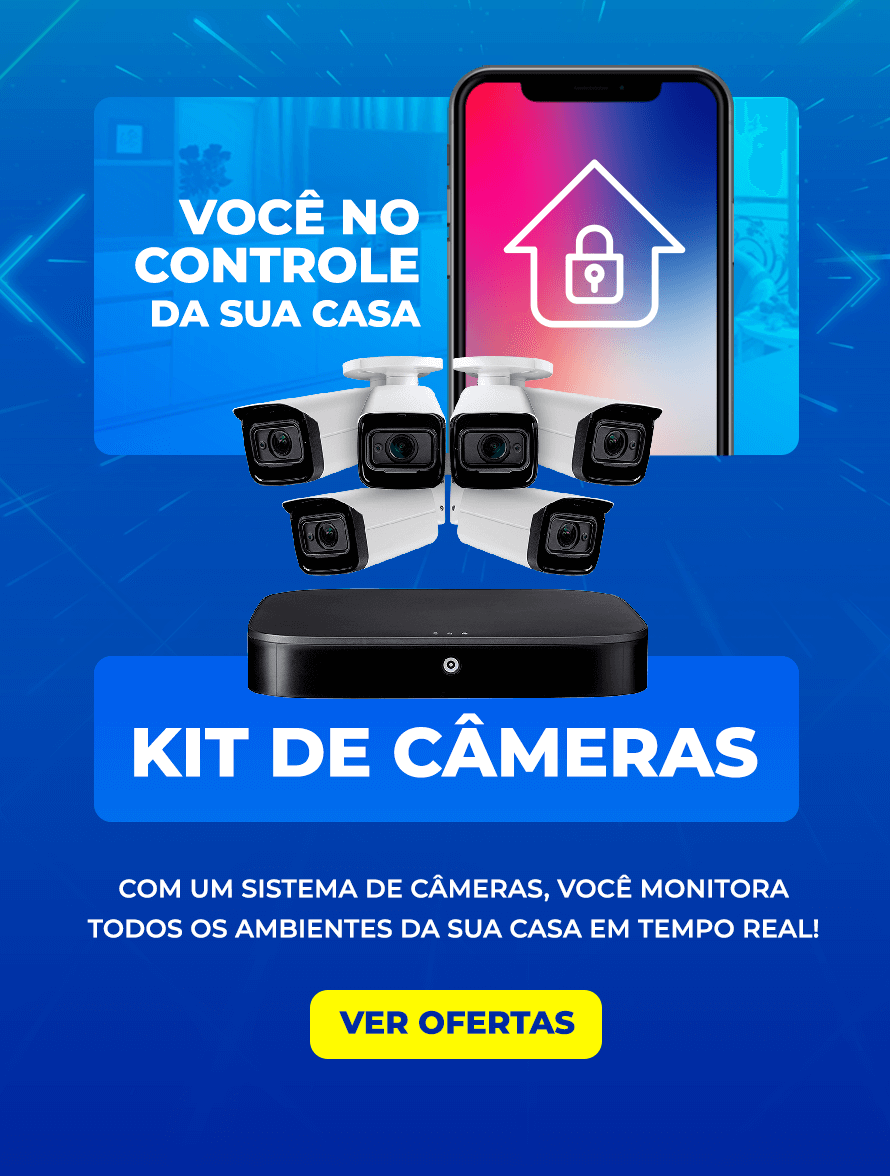 VOCÊ NO
CONTROLE
DA SUA CASA
KIT DE CÂMERAS
COM UM SISTEMA DE CÂMERAS, VOCÊ MONITORA
TODOS OS AMBIENTES DA SUA CASA EM TEMPO REAL!
VER OFERTAS